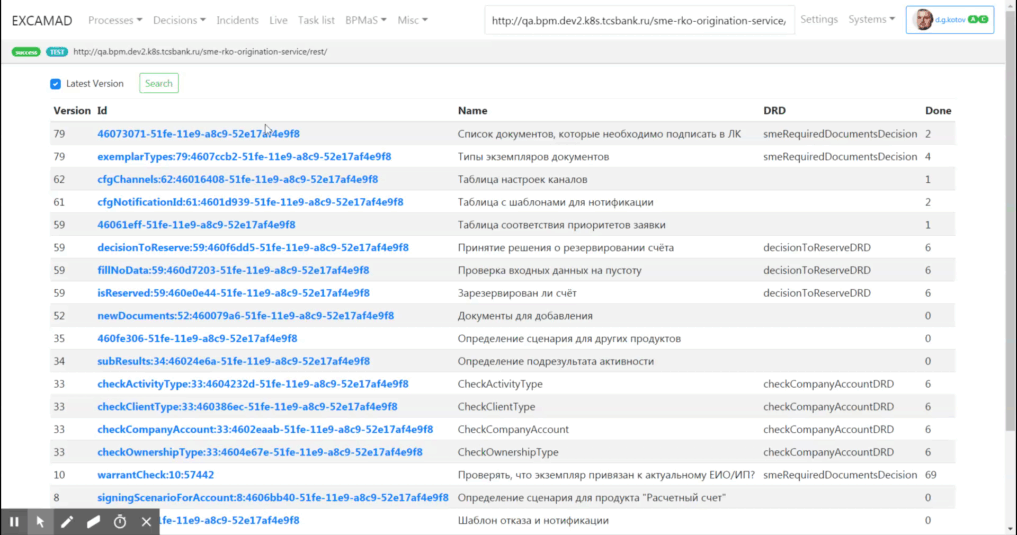 EXCAMAD Processes Decisions Incidents Live Task list BPMaS Misc http://qa.bpm.dev2.k8s.tcsbank.ru/sme-rko-origination-service/ Settings Systems d.g.kotov A C
success TEST http://qa.bpm.dev2.k8s.tcsbank.ru/sme-rko-origination-service/rest/
Latest Version Search
Version Id Name DRD Done
79 46073071-51fe-11e9-a8c9-52e17af4e9f8 Список документов, которые необходимо подписать в ЛК smeRequiredDocumentsDecision 2
79 exemplarTypes:79:4607ccb2-51fe-11e9-a8c9-52e17af4e9f8 Типы экземпляров документов smeRequiredDocumentsDecision 4
62 cfgChannels:62:46016408-51fe-11e9-a8c9-52e17af4e9f8 Таблица настроек каналов 1
61 cfgNotificationId:61:4601d939-51fe-11e9-a8c9-52e17af4e9f8 Таблица с шаблонами для нотификации 2
59 46061eff-51fe-11e9-a8c9-52e17af4e9f8 Таблица соответствия приоритетов заявки 1
59 decisionToReserve:59:460f6dd5-51fe-11e9-a8c9-52e17af4e9f8 Принятие решения о резервировании счёта decisionToReserveDRD 6
59 fillNoData:59:460d7203-51fe-11e9-a8c9-52e17af4e9f8 Проверка входных данных на пустоту decisionToReserveDRD 6
59 isReserved:59:460e0e44-51fe-11e9-a8c9-52e17af4e9f8 Зарезервирован ли счёт decisionToReserveDRD 6
52 newDocuments:52:460079a6-51fe-11e9-a8c9-52e17af4e9f8 Документы для добавления 0
35 460fe306-51fe-11e9-a8c9-52e17af4e9f8 Определение сценария для других продуктов 0
34 subResults:34:46024e6a-51fe-11e9-a8c9-52e17af4e9f8 Определение подрезультата активности 0
33 checkActivityType:33:4604232d-51fe-11e9-a8c9-52e17af4e9f8 CheckActivityType checkCompanyAccountDRD 6
33 checkClientType:33:460386ec-51fe-11e9-a8c9-52e17af4e9f8 CheckClientType checkCompanyAccountDRD 6
33 checkCompanyAccount:33:4602eaab-51fe-11e9-a8c9-52e17af4e9f8 CheckCompanyAccount checkCompanyAccountDRD 6
33 checkOwnershipType:33:4604e67e-51fe-11e9-a8c9-52e17af4e9f8 CheckOwnershipType checkCompanyAccountDRD 6
10 warrantCheck:10:57442 Проверять, что экземпляр привязан к актуальному ЕИО/ИП? smeRequiredDocumentsDecision 69
8 signingScenarioForAccount:8:4606bb40-51fe-11e9-a8c9-52e17af4e9f8 Определение сценария для продукта "Расчетный счет" 0
1fe-11e9-a8c9-52e17af4e9f8 Шаблон отказа и нотификации 0